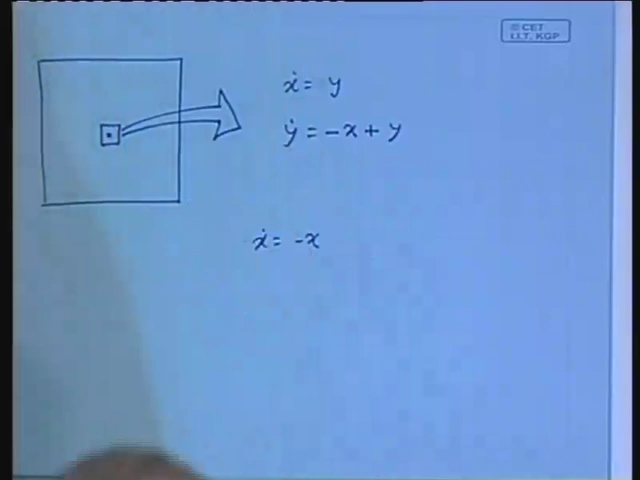 © CET
I.I.T. KGP
ẋ = y
ẏ = -x + y
ẋ = -x